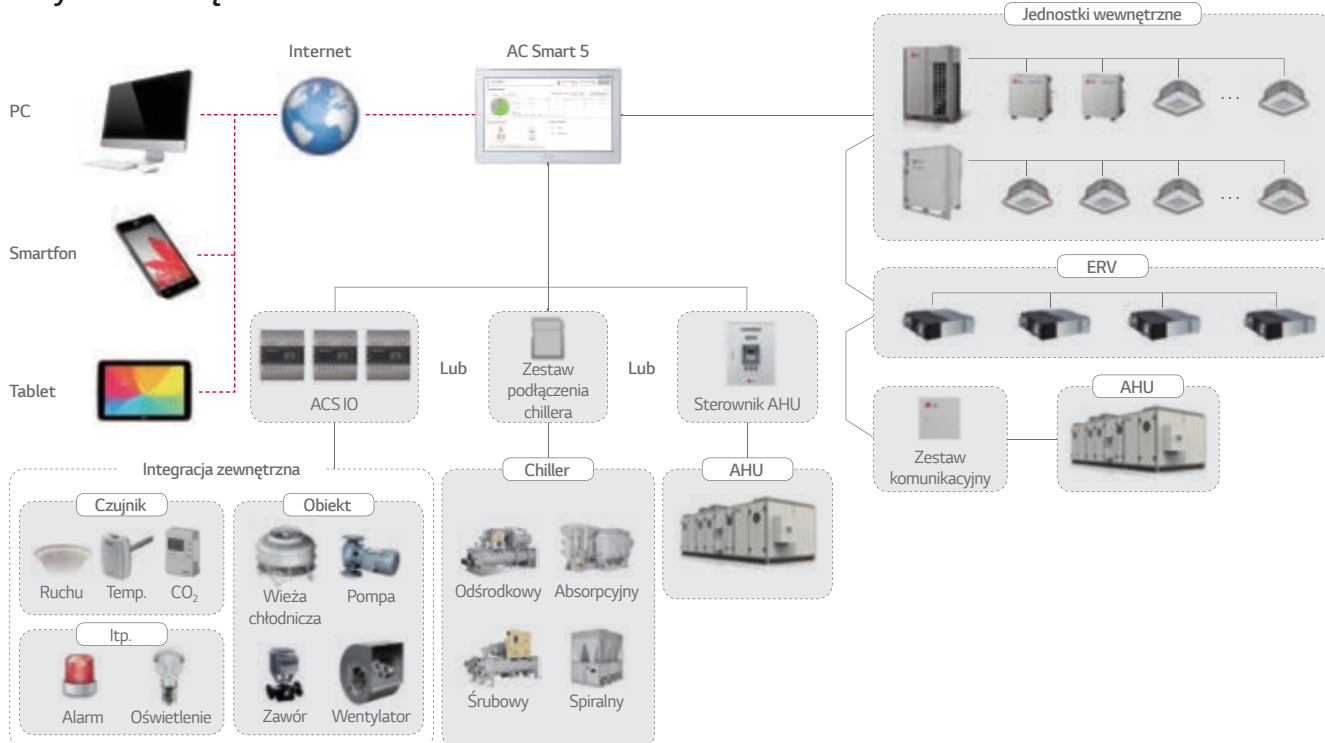 Jednostki wewnętrzne
Internet
AC Smart 5
PC
...
...
Smartfon
ERV
Tablet
ACS IO
Lub
Zestaw
podłączenia
chillera
Lub
Sterownik AHU
AHU
Zestaw
komunikacyjny
Integracja zewnętrzna
Chiller
AHU
Czujnik
Obiekt
Ruchu
Temp.
CO₂
Wieża
chłodnicza
Pompa
Odśrodkowy
Absorpcyjny
Itp.
Alarm
Oświetlenie
Zawór
Wentylator
Śrubowy
Spiralny